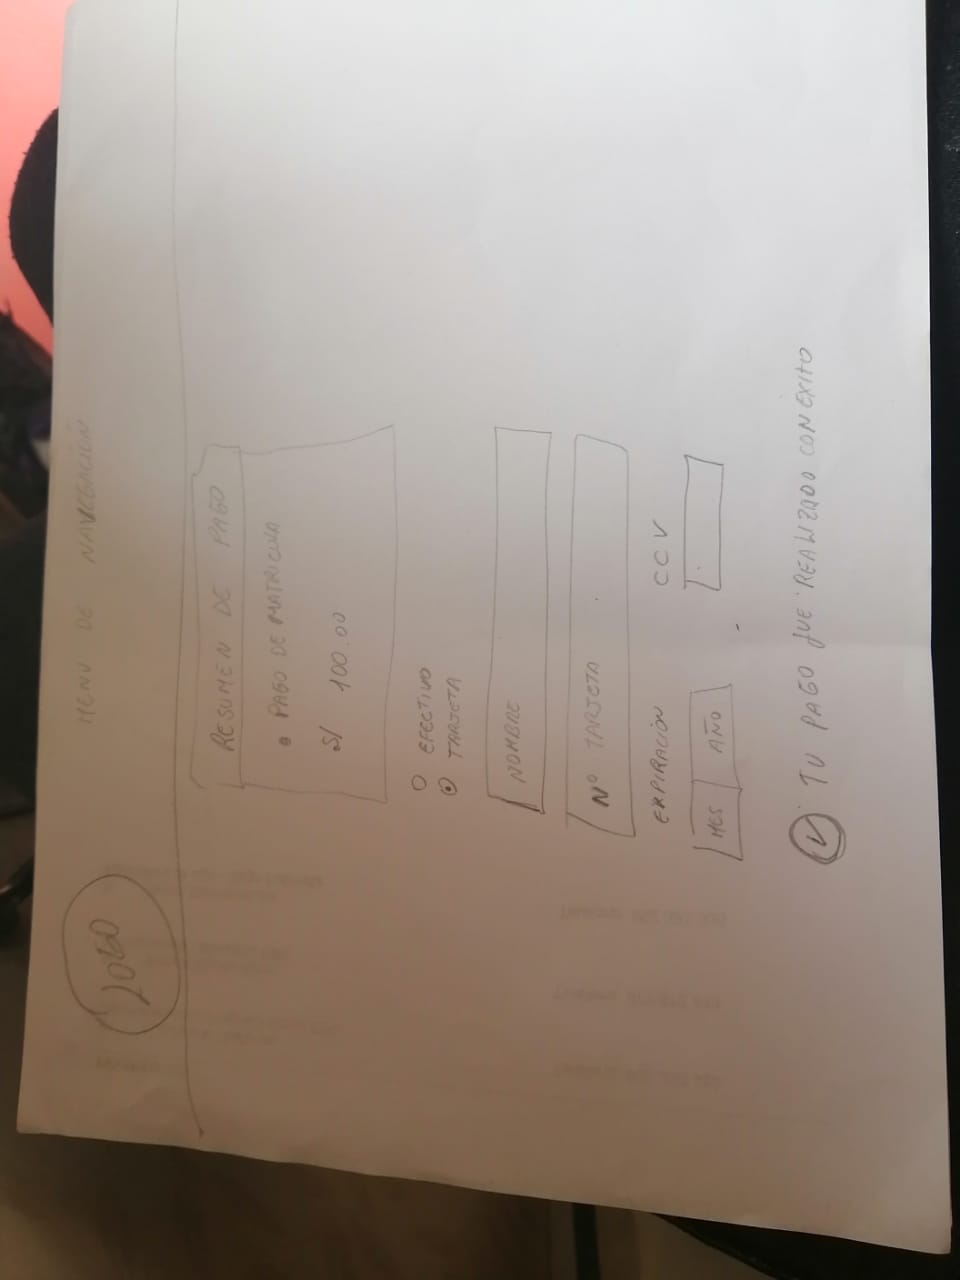 LOGO
MENU DE NAVEGACIÓN
RESUMEN DE PAGO
• PAGO DE MATRICULA
S/ 100.00
EFECTIVO
TARJETA
NOMBRE
Nº TARJETA
EXPIRACIÓN CCV
MES AÑO
TU PAGO FUE REALIZADO CON EXITO